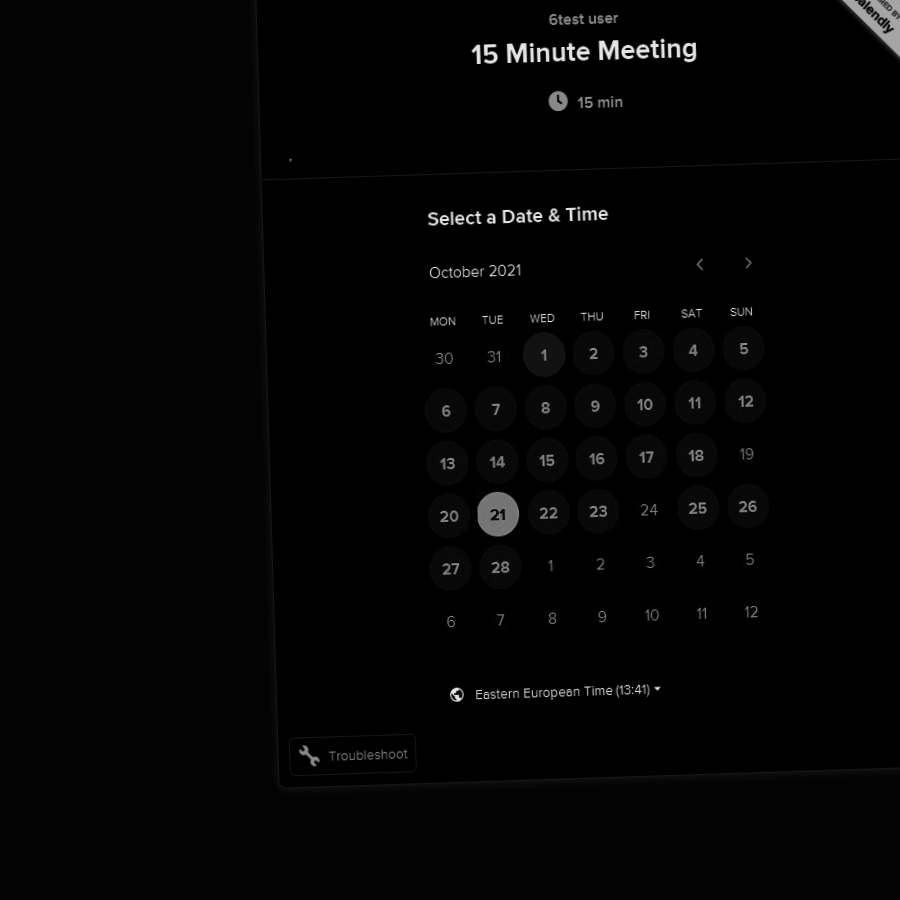 6test user
15 Minute Meeting
15 min
Calendly
Select a Date & Time
October 2021
MON TUE WED THU FRI SAT SUN
30 31 1 2 3 4 5
6 7 8 9 10 11 12
13 14 15 16 17 18 19
20 21 22 23 24 25 26
27 28 1 2 3 4 5
6 7 8 9 10 11 12
Eastern European Time (13:41)
Troubleshoot